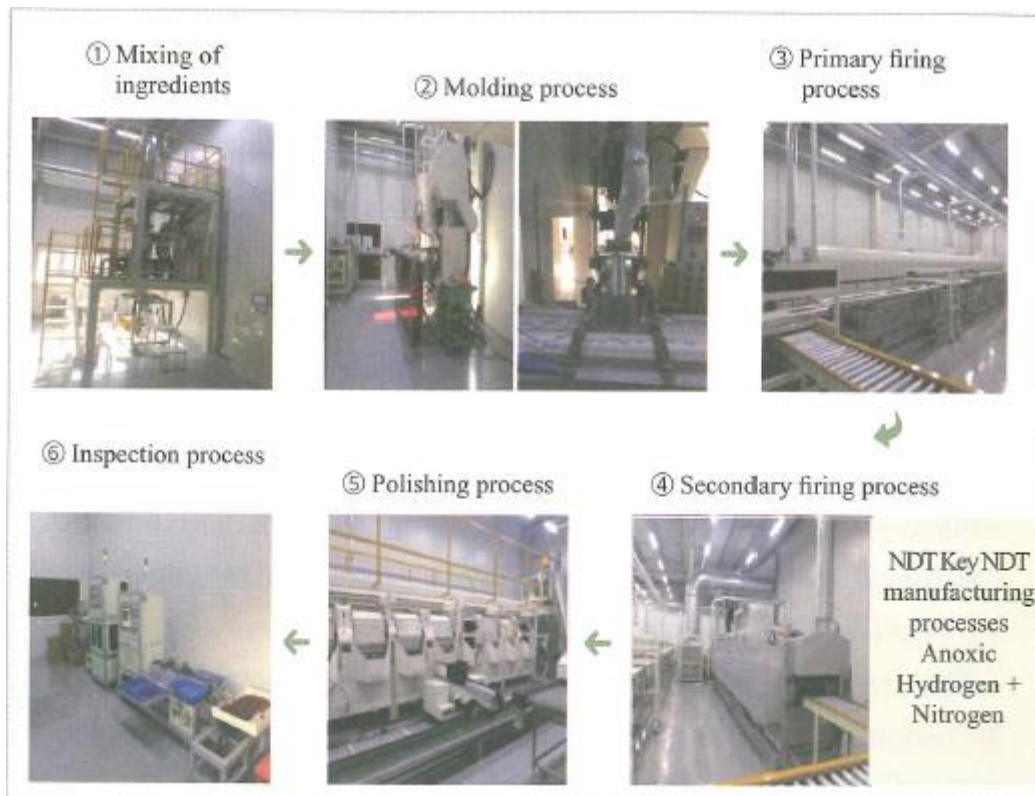 ① Mixing of
ingredients
② Molding process
③ Primary firing
process
④ Secondary firing process
NDT Key NDT
manufacturing
processes
Anoxic
Hydrogen +
Nitrogen
⑤ Polishing process
⑥ Inspection process